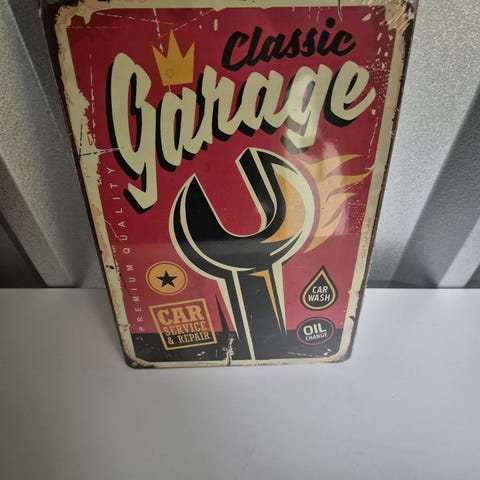 Classic
Garage
PREMIUM QUALITY
CAR
SERVICE
& REPAIR
CAR
WASH
OIL
CHANGE